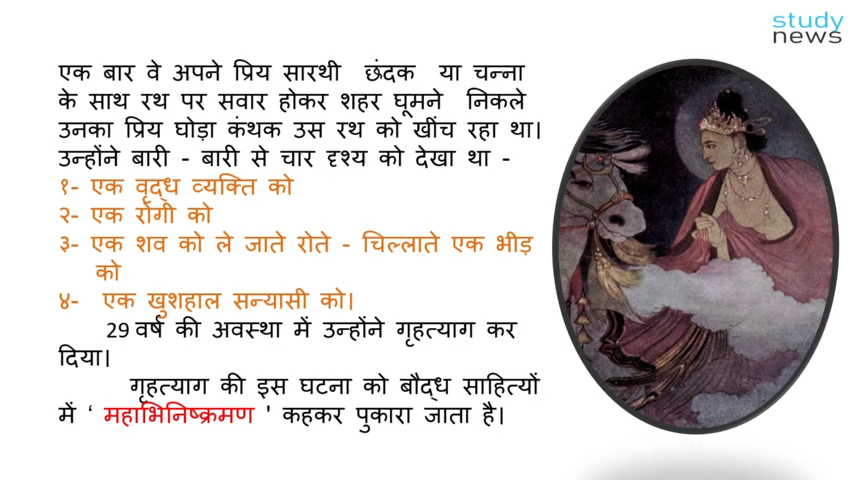 study
news
एक बार वे अपने प्रिय सारथी छंदक या चन्ना
के साथ रथ पर सवार होकर शहर घूमने निकले
उनका प्रिय घोड़ा कंथक उस रथ को खींच रहा था।
उन्होंने बारी - बारी से चार दृश्य को देखा था -
१- एक वृद्ध व्यक्ति को
२- एक रोगी को
३- एक शव को ले जाते रोते - चिल्लाते एक भीड़
को
४- एक खुशहाल सन्यासी को।
29 वर्ष की अवस्था में उन्होंने गृहत्याग कर
दिया।
गृहत्याग की इस घटना को बौद्ध साहित्यों
में ‘ महाभिनिष्क्रमण ' कहकर पुकारा जाता है।